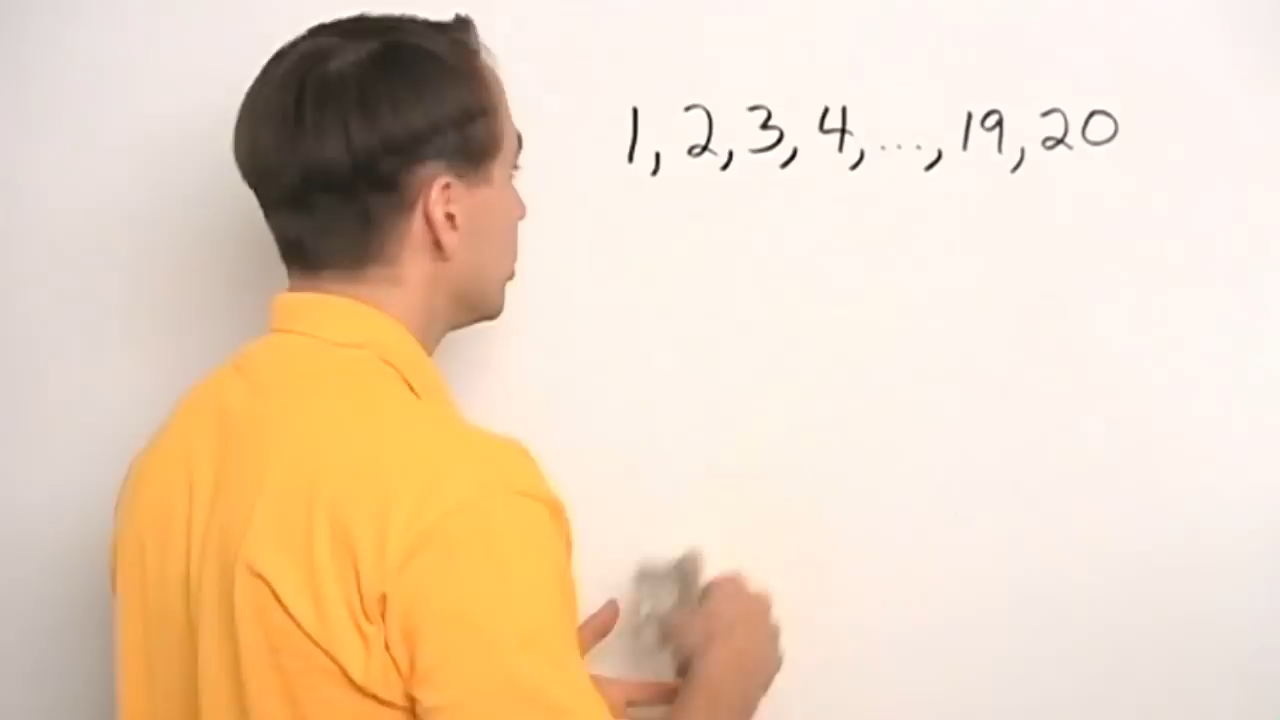 1, 2, 3, 4, ..., 19, 20